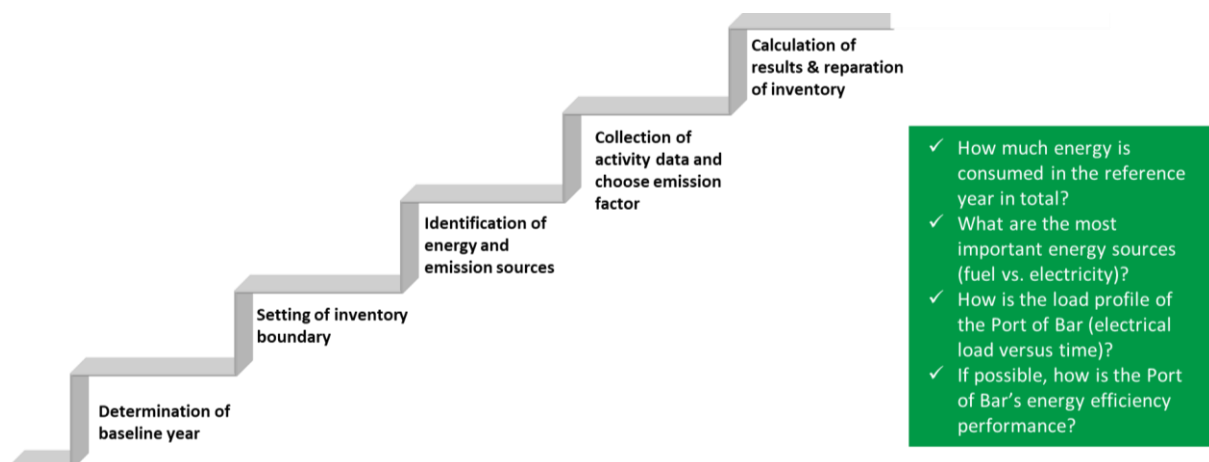 Calculation of
results & reparation
of inventory
Collection of
activity data and
choose emission
factor
Identification of
energy and
emission sources
Setting of inventory
boundary
Determination of
baseline year
✓ How much energy is
consumed in the reference
year in total?
✓ What are the most
important energy sources
(fuel vs. electricity)?
✓ How is the load profile of
the Port of Bar (electrical
load versus time)?
✓ If possible, how is the Port
of Bar’s energy efficiency
performance?